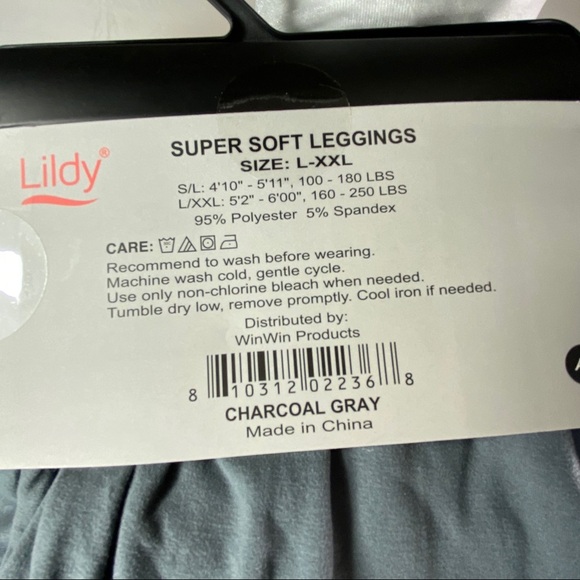 Lildy®
SUPER SOFT LEGGINGS
SIZE: L-XXL
S/L: 4'10" - 5'11", 100 - 180 LBS
L/XXL: 5'2" - 6'00", 160 - 250 LBS
95% Polyester 5% Spandex
CARE:
Recommend to wash before wearing.
Machine wash cold, gentle cycle.
Use only non-chlorine bleach when needed.
Tumble dry low, remove promptly. Cool iron if needed.
Distributed by:
WinWin Products
8 10312 02236 8
CHARCOAL GRAY
Made in China